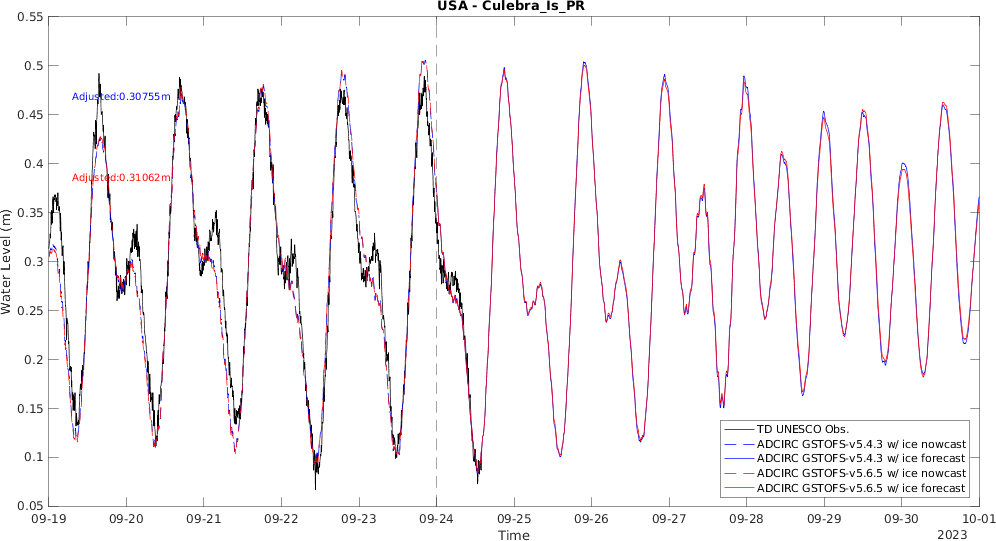 USA - Culebra_Is_PR
0.55
0.5
0.45
0.4
0.35
0.3
0.25
0.2
0.15
0.1
0.05
Water Level (m)
Adjusted:0.30755m
Adjusted:0.31062m
TD UNESCO Obs.
ADCIRC GSTOFS-v5.4.3 w/ ice nowcast
ADCIRC GSTOFS-v5.4.3 w/ ice forecast
ADCIRC GSTOFS-v5.6.5 w/ ice nowcast
ADCIRC GSTOFS-v5.6.5 w/ ice forecast
09-19 09-20 09-21 09-22 09-23 09-24 09-25 09-26 09-27 09-28 09-29 09-30 10-01
Time
2023